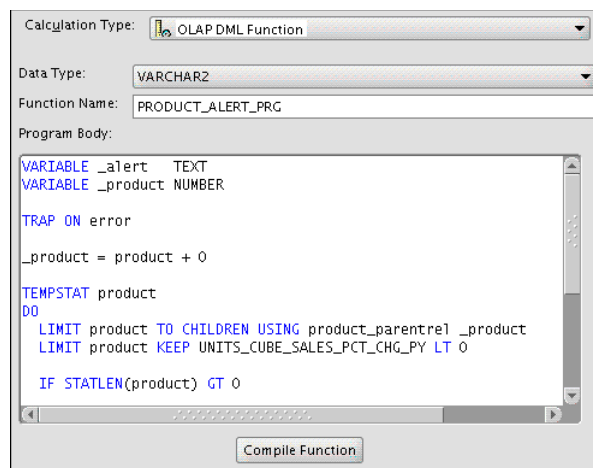 Calculation Type: OLAP DML Function
Data Type: VARCHAR2
Function Name: PRODUCT_ALERT_PRG
Program Body:
VARIABLE _alert   TEXT
VARIABLE _product NUMBER
TRAP ON error
_product = product + 0
TEMPSTAT product
DO
  LIMIT product TO CHILDREN USING product_parentrel _product
  LIMIT product KEEP UNITS_CUBE_SALES_PCT_CHG_PY LT 0
  IF STATLEN(product) GT 0
Compile Function